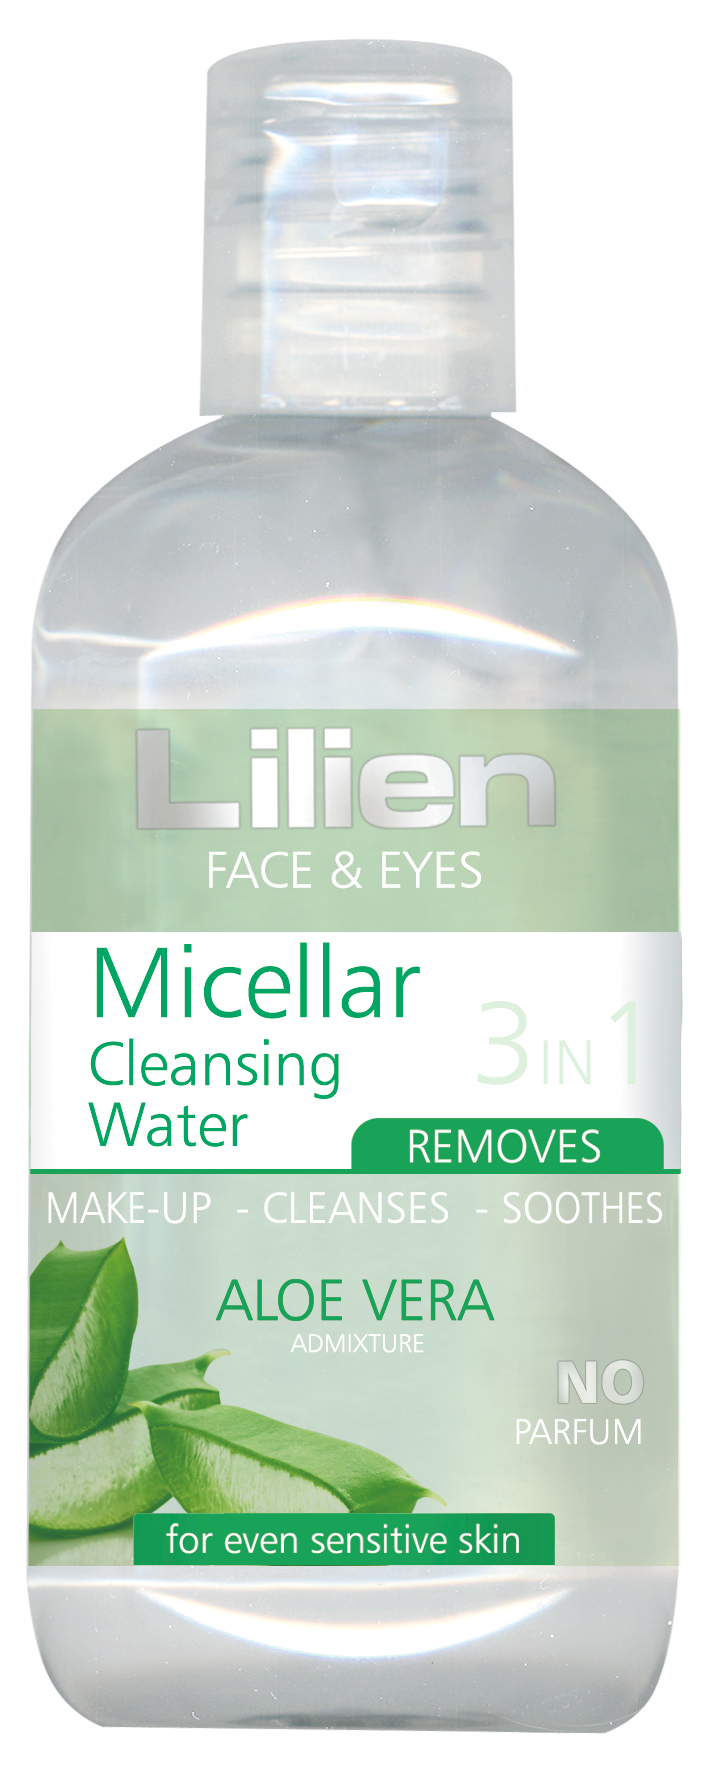 Lilien
FACE & EYES
Micellar
Cleansing
Water
3 IN 1
REMOVES
MAKE-UP - CLEANSES - SOOTHES
ALOE VERA
ADMIXTURE
NO
PARFUM
for even sensitive skin